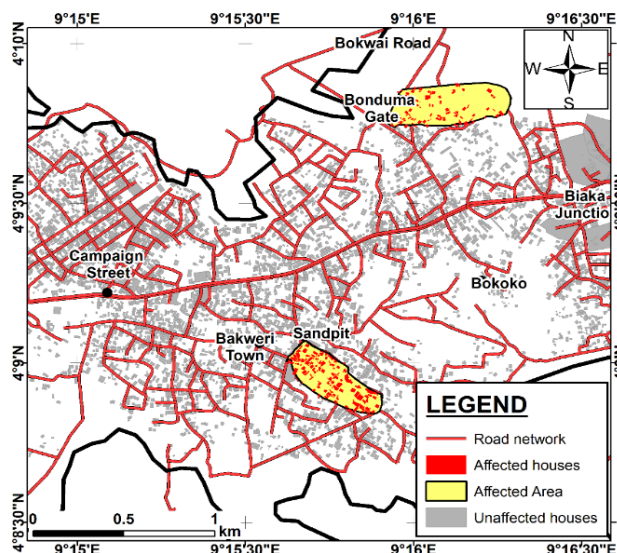 9°15'E
9°15'30"E
9°16'E
9°16'30"E
4°10'N
Bokwai Road
N
W
E
S
Bonduma
Gate
4°9'30"N
Biaka
Junctio
Campaign
Street
Bokoko
Bakweri
Town
Sandpit
4°9'N
LEGEND
Road network
Affected houses
Affected Area
Unaffected houses
0
0.5
1
km
4°8'30"N
9°15'E
9°15'30"E
9°16'E
9°16'30"E